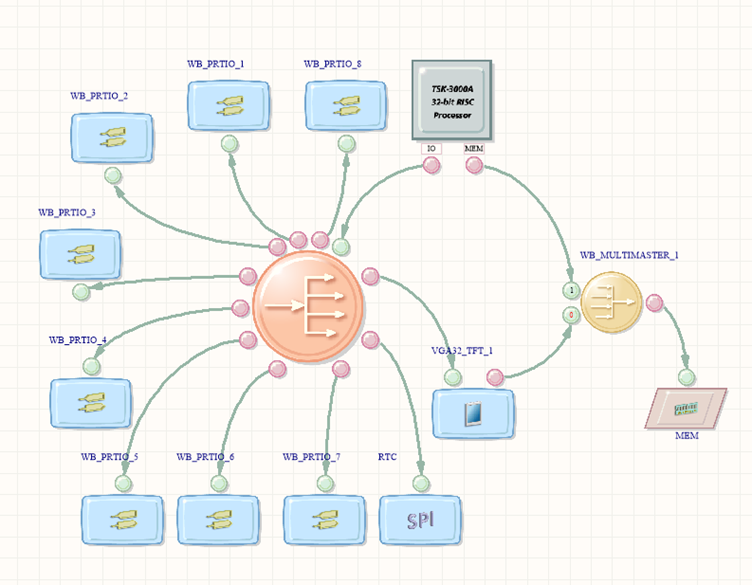 WB_PRTIO_1
WB_PRTIO_8
TSK-3000A
32-bit RISC
Processor
WB_PRTIO_2
IO
MEM
WB_PRTIO_3
WB_MULTIMASTER_1
1
0
WB_PRTIO_4
VGA32_TFT_1
MEM
WB_PRTIO_5
WB_PRTIO_6
WB_PRTIO_7
RTC
SPI